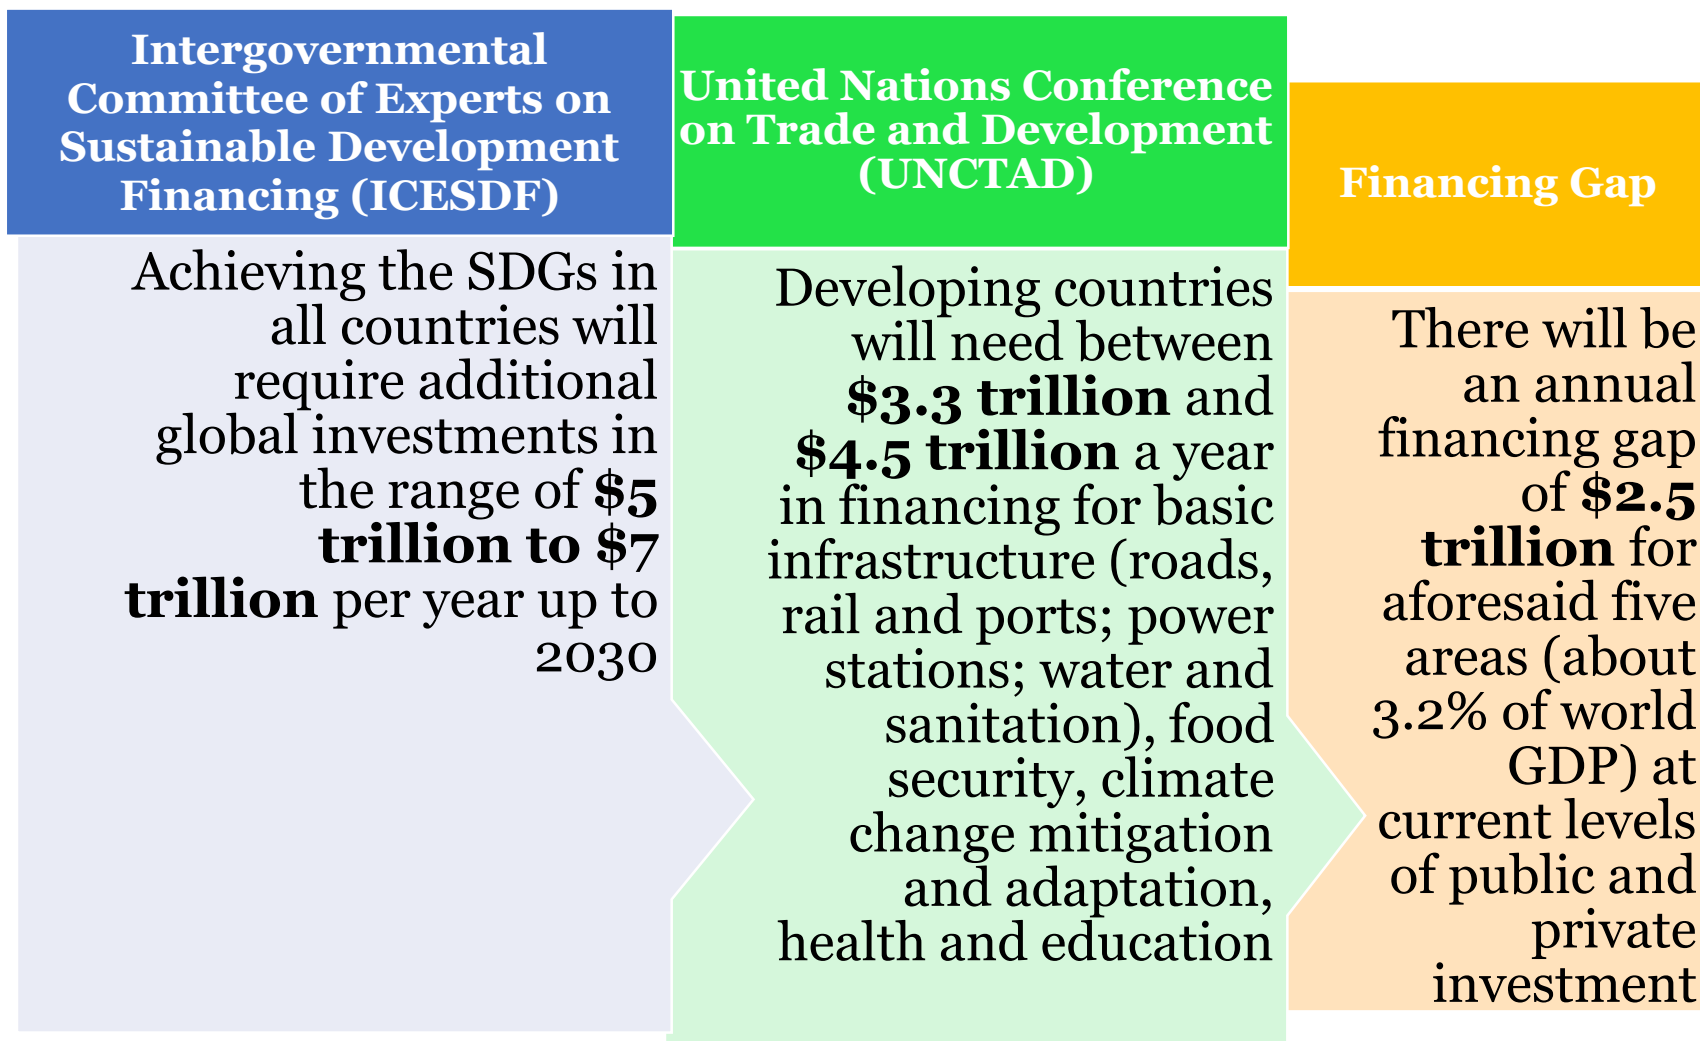 Intergovernmental
Committee of Experts on
Sustainable Development
Financing (ICESDF)
Achieving the SDGs in
all countries will
require additional
global investments in
the range of $5
trillion to $7
trillion per year up to
2030
United Nations Conference
on Trade and Development
(UNCTAD)
Developing countries
will need between
$3.3 trillion and
$4.5 trillion a year
in financing for basic
infrastructure (roads,
rail and ports; power
stations; water and
sanitation), food
security, climate
change mitigation
and adaptation,
health and education
Financing Gap
There will be
an annual
financing gap
of $2.5
trillion for
aforesaid five
areas (about
3.2% of world
GDP) at
current levels
of public and
private
investment